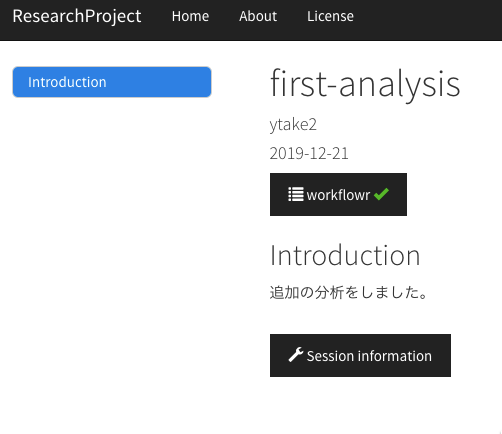 ResearchProject Home About License
Introduction
first-analysis
ytake2
2019-12-21
workflowr
Introduction
追加の分析をしました。
Session information